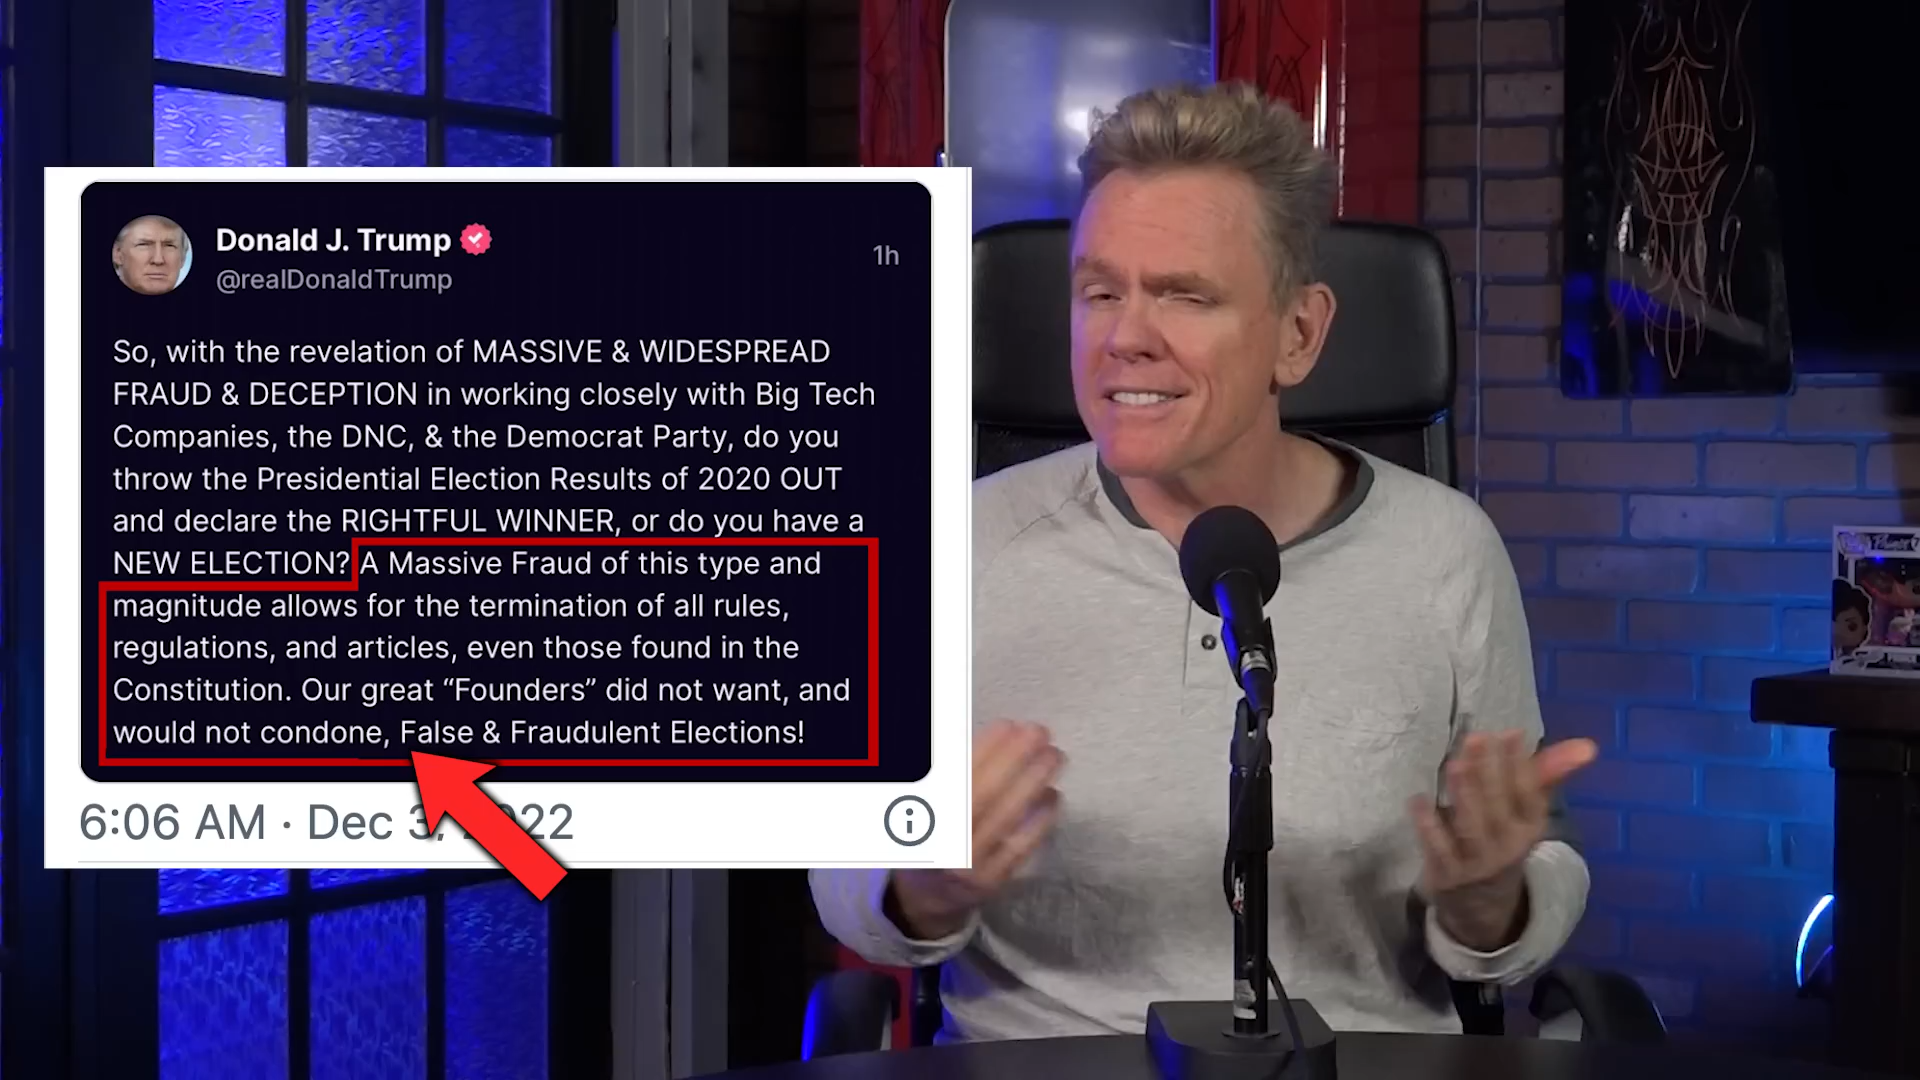 Donald J. Trump
@realDonaldTrump
1h
So, with the revelation of MASSIVE & WIDESPREAD
FRAUD & DECEPTION in working closely with Big Tech
Companies, the DNC, & the Democrat Party, do you
throw the Presidential Election Results of 2020 OUT
and declare the RIGHTFUL WINNER, or do you have a
NEW ELECTION? A Massive Fraud of this type and
magnitude allows for the termination of all rules,
regulations, and articles, even those found in the
Constitution. Our great “Founders” did not want, and
would not condone, False & Fraudulent Elections!
6:06 AM · Dec 3, 2022